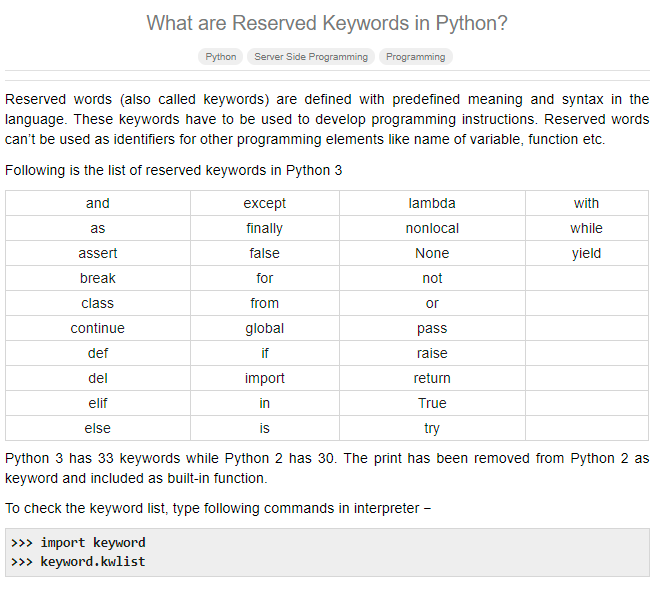 What are Reserved Keywords in Python?
Python Server Side Programming Programming
Reserved words (also called keywords) are defined with predefined meaning and syntax in the
language. These keywords have to be used to develop programming instructions. Reserved words
can't be used as identifiers for other programming elements like name of variable, function etc.
Following is the list of reserved keywords in Python 3
and except lambda with
as finally nonlocal while
assert false None yield
break for not
class from or
continue global pass
def if raise
del import return
elif in True
else is try
Python 3 has 33 keywords while Python 2 has 30. The print has been removed from Python 2 as
keyword and included as built-in function.
To check the keyword list, type following commands in interpreter −
>>> import keyword
>>> keyword.kwlist